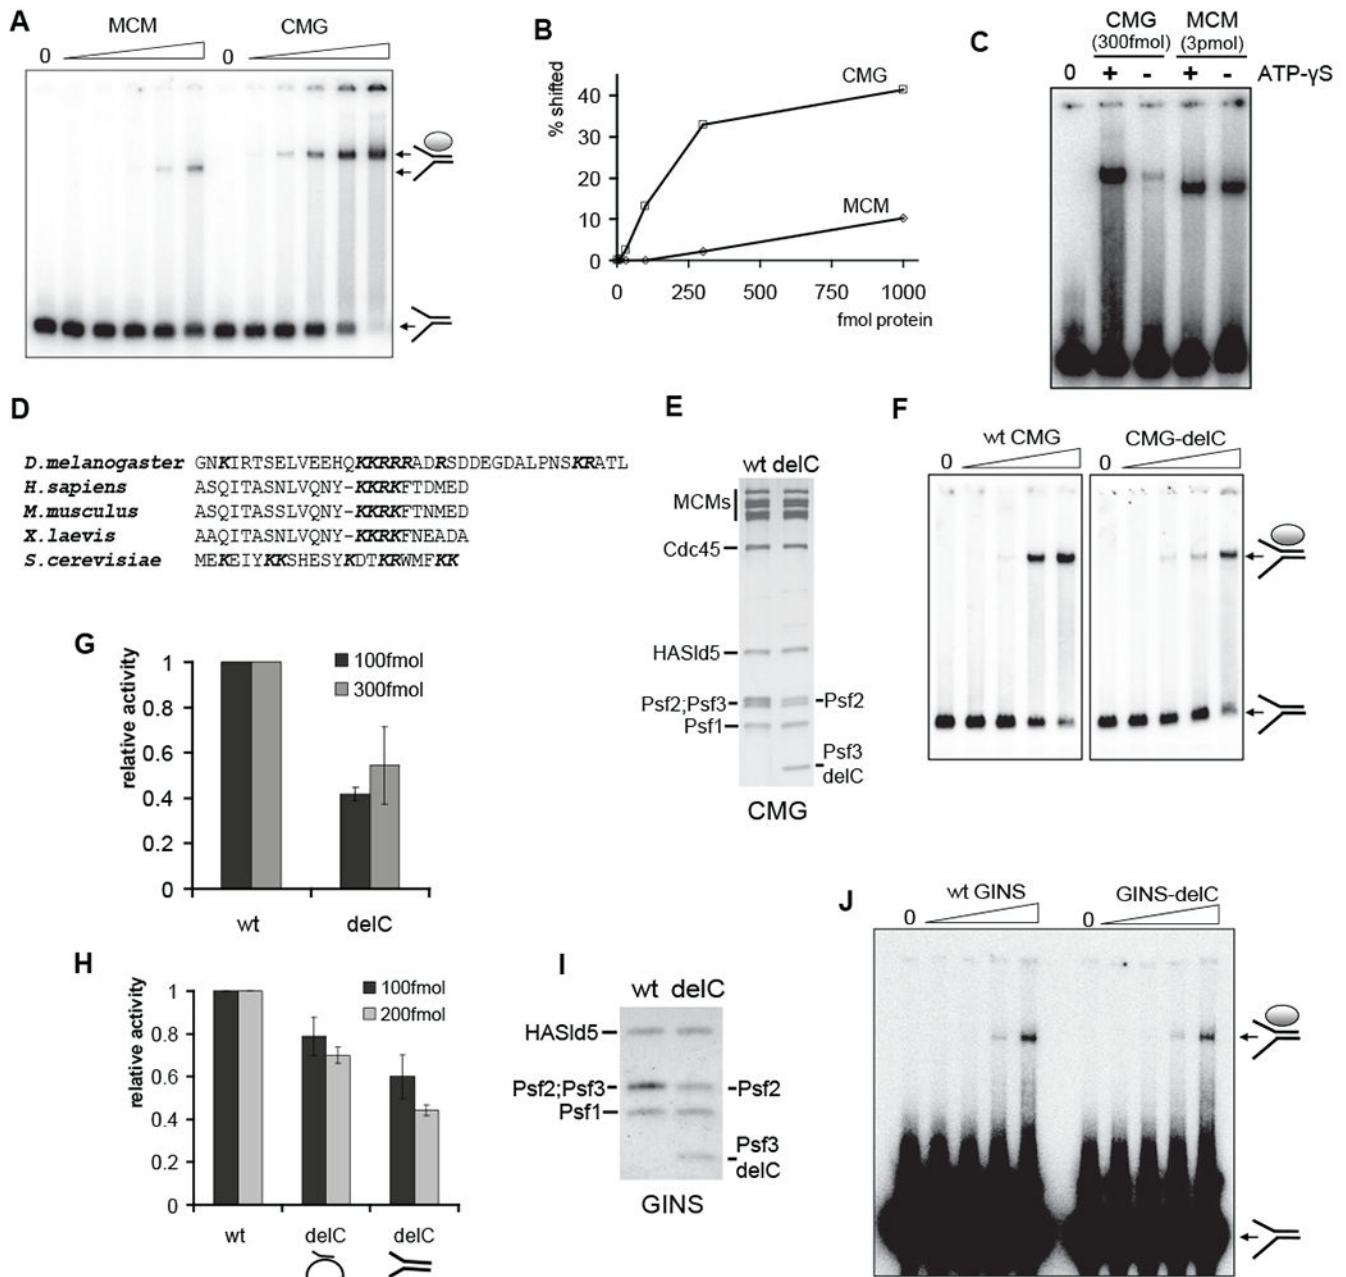 A
MCM
CMG
0
0
B
% shifted
40
30
20
10
0
CMG
MCM
0 250 500 750 1000
fmol protein
C
CMG MCM
(300fmol) (3pmol)
0 + - + - ATP-γS
D
D.melanogaster GNKIRTSELVEEHQKKRRRADRSDDEGDALPNSKRATL
H.sapiens ASQITASNLVQNY-KKRKFTDMED
M.musculus ASQITASSLVQNY-KKRKFTNMED
X.laevis AAQITASNLVQNY-KKRKFNEADA
S.cerevisiae MEKEIYKKSHESYKDTKRWMFKK
E
wt delC
MCMs
Cdc45
HASld5
Psf2;Psf3
Psf2
Psf1
Psf3
delC
CMG
F
wt CMG
CMG-delC
0
0
G
relative activity
1
0.8
0.6
0.4
0.2
0
100fmol
300fmol
wt delC
H
relative activity
1
0.8
0.6
0.4
0.2
0
100fmol
200fmol
wt delC delC
I
wt delC
HASld5
Psf2;Psf3
Psf2
Psf1
Psf3
delC
GINS
J
wt GINS
GINS-delC
0
0